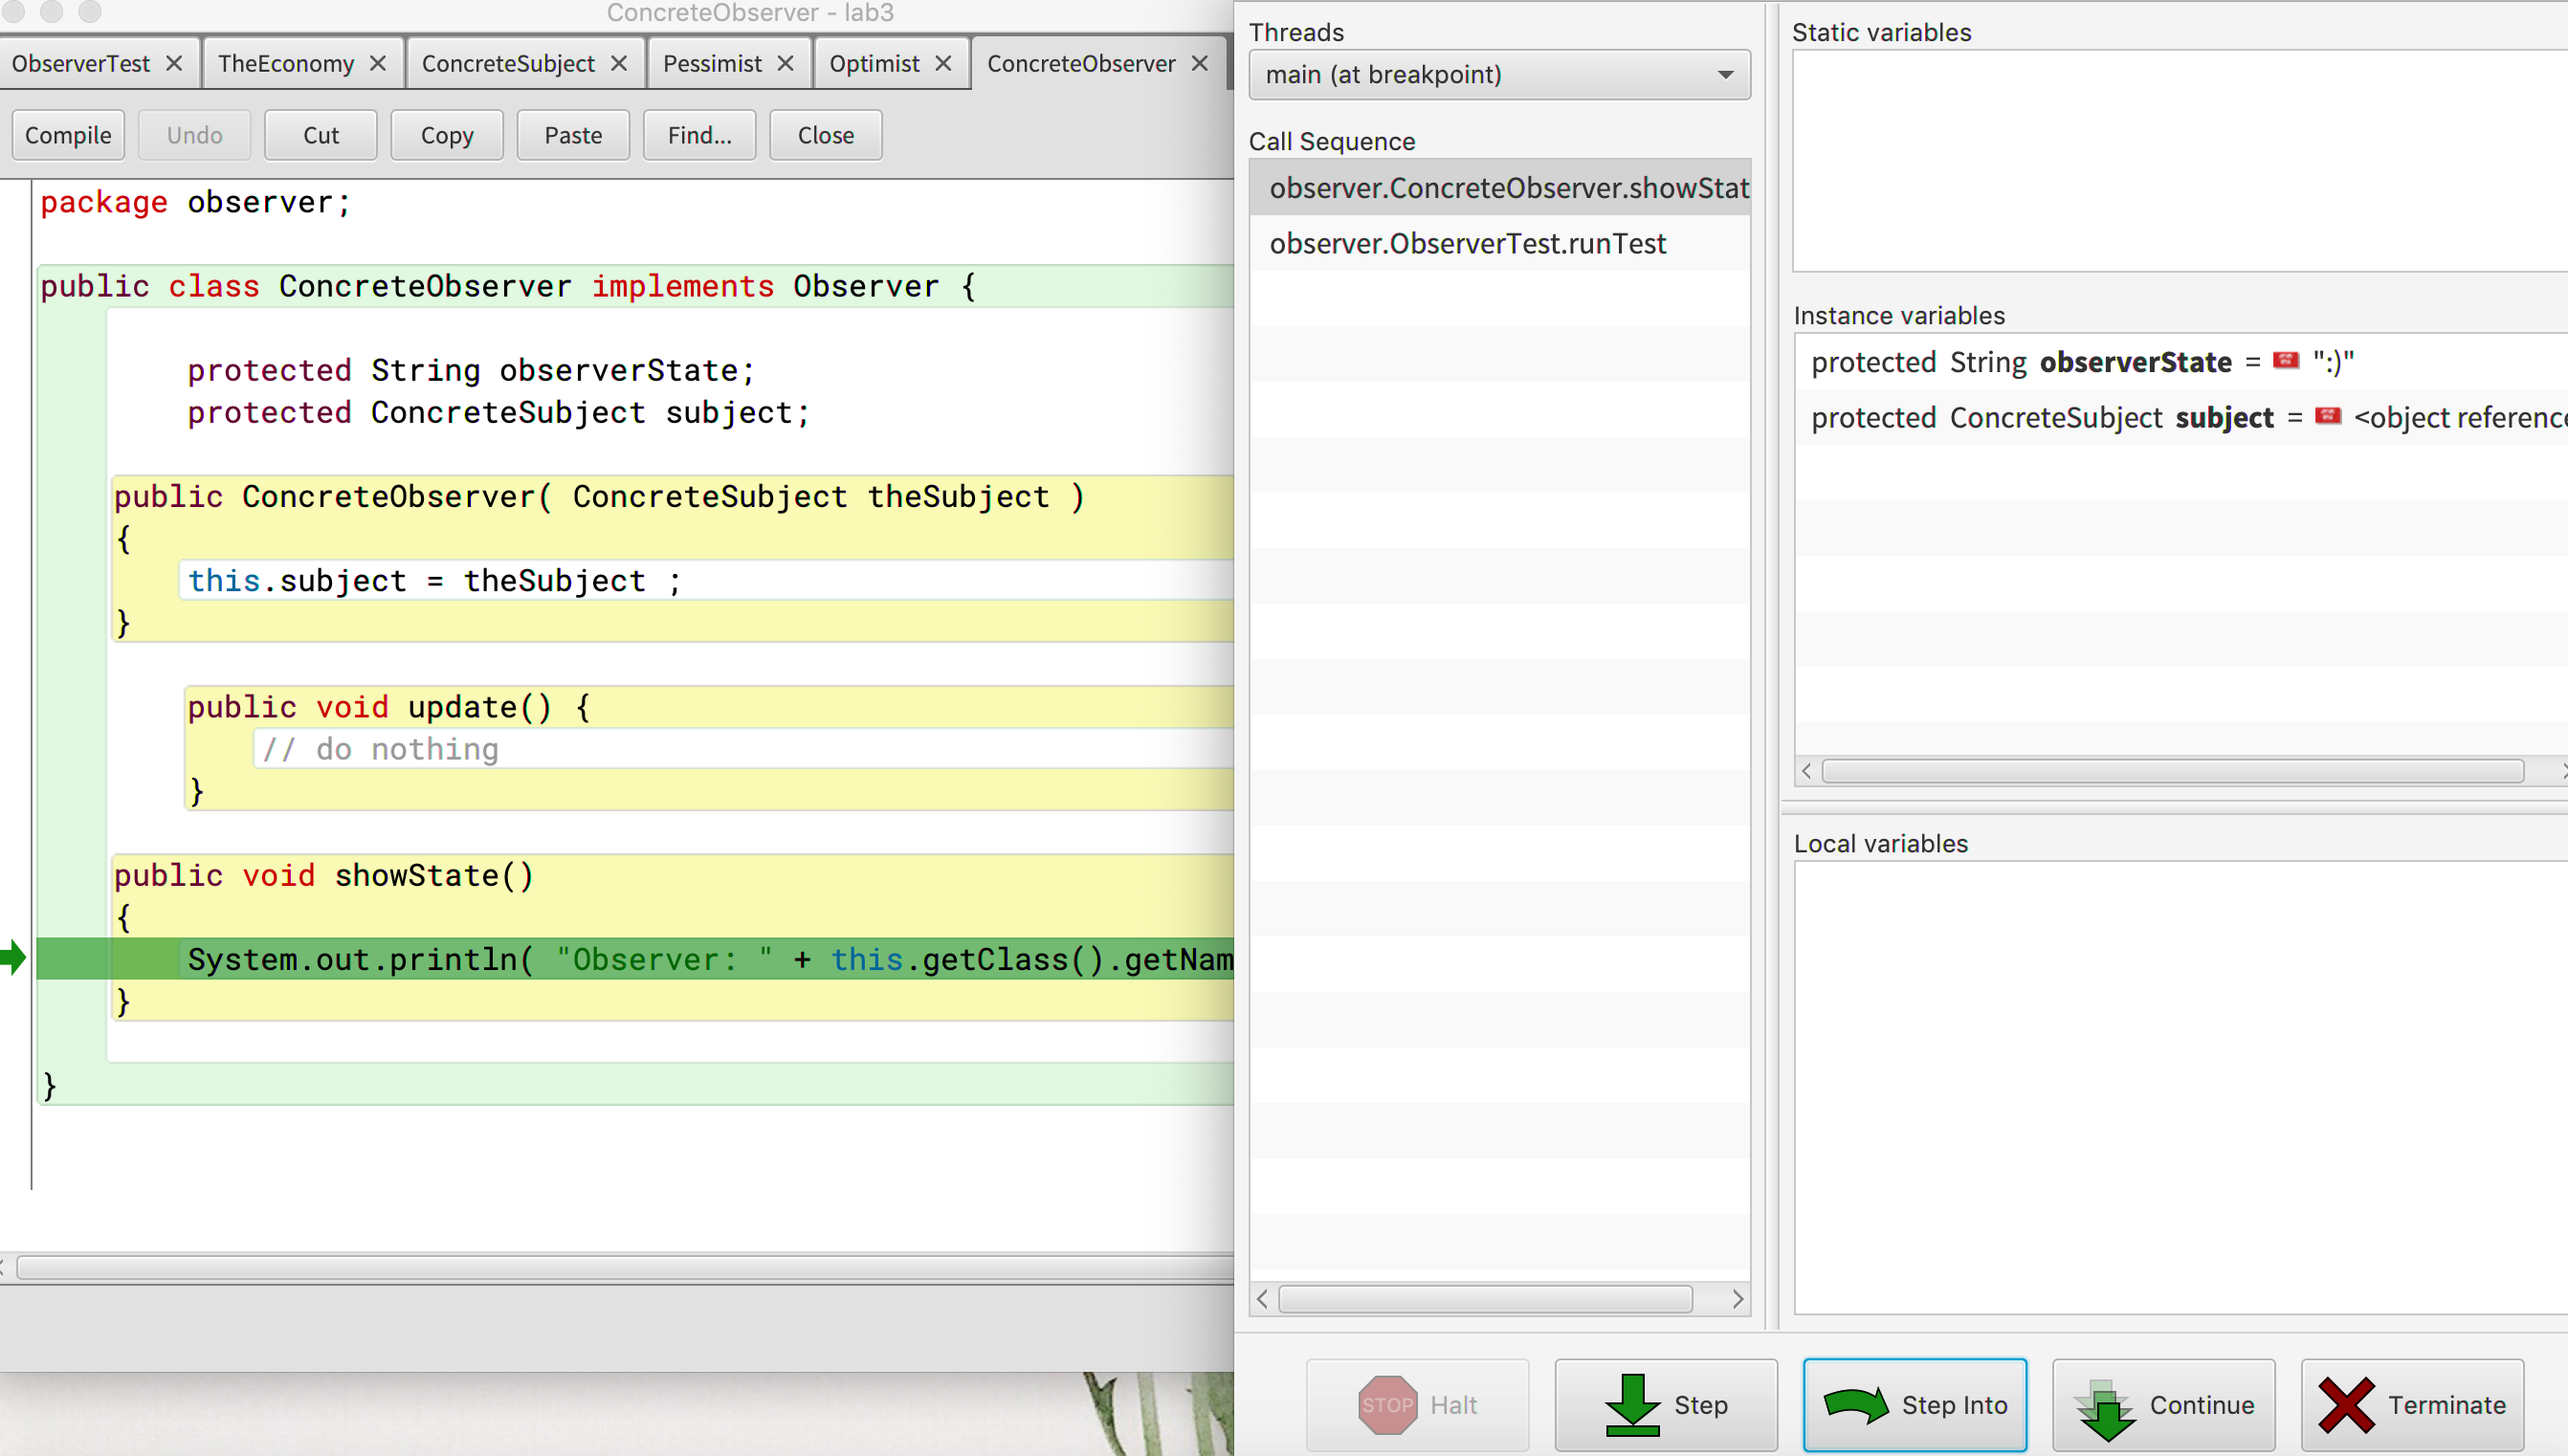 ConcreteObserver - lab3
ObserverTest TheEconomy ConcreteSubject Pessimist Optimist ConcreteObserver
Compile Undo Cut Copy Paste Find... Close
package observer;
public class ConcreteObserver implements Observer {
protected String observerState;
protected ConcreteSubject subject;
public ConcreteObserver( ConcreteSubject theSubject )
{
this.subject = theSubject ;
}
public void update() {
// do nothing
}
public void showState()
{
System.out.println( "Observer: " + this.getClass().getNam
}
}
Threads
main (at breakpoint)
Call Sequence
observer.ConcreteObserver.showStat
observer.ObserverTest.runTest
Static variables
Instance variables
protected String observerState = ":)"
protected ConcreteSubject subject = <object reference
Local variables
STOP Halt Step Step Into Continue Terminate